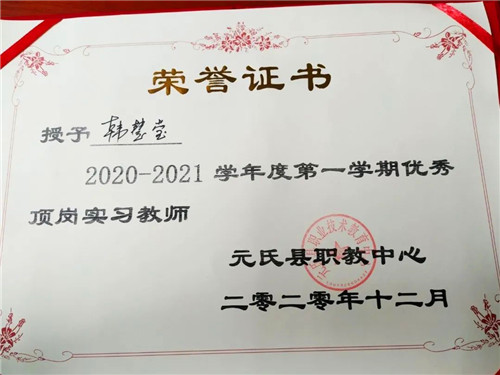 荣誉证书
授予 韩楚莹
2020-2021 学年度第一学期优秀
顶岗实习教师
元氏县职教中心
二零二零年十二月